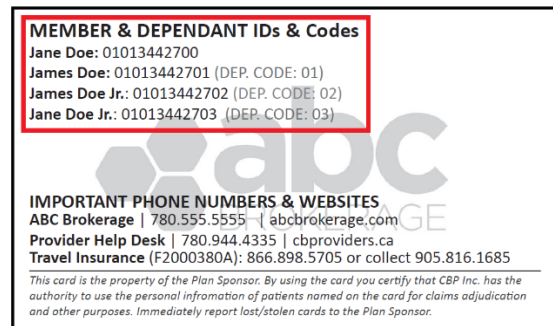 MEMBER & DEPENDANT IDs & Codes
Jane Doe: 01013442700
James Doe: 01013442701 (DEP. CODE: 01)
James Doe Jr.: 01013442702 (DEP. CODE: 02)
Jane Doe Jr.: 01013442703 (DEP. CODE: 03)
abc
BROKERAGE
IMPORTANT PHONE NUMBERS & WEBSITES
ABC Brokerage | 780.555.5555 | abcbrokerage.com
Provider Help Desk | 780.944.4335 | cbproviders.ca
Travel Insurance (F2000380A): 866.898.5705 or collect 905.816.1685
This card is the property of the Plan Sponsor. By using the card you certify that CBP Inc. has the
authority to use the personal infromation of patients named on the card for claims adjudication
and other purposes. Immediately report lost/stolen cards to the Plan Sponsor.